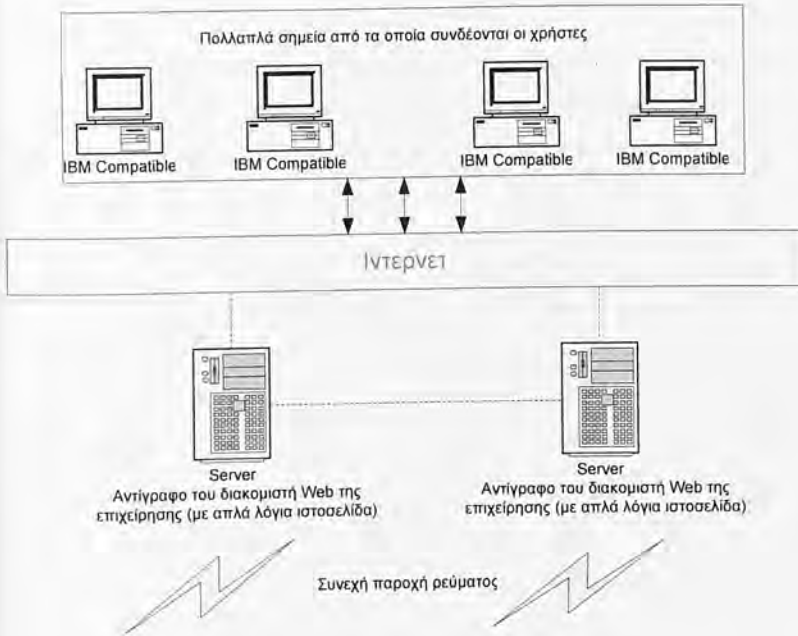 Πολλαπλά σημεία από τα οποία συνδέονται οι χρήστες
IBM Compatible
IBM Compatible
IBM Compatible
IBM Compatible
Ιντερνετ
Server
Αντίγραφο του διακομιστή Web της
επιχείρησης (με απλά λόγια ιστοσελίδα)
Server
Αντίγραφο του διακομιστή Web της
επιχείρησης (με απλά λόγια ιστοσελίδα)
Συνεχή παροχή ρεύματος